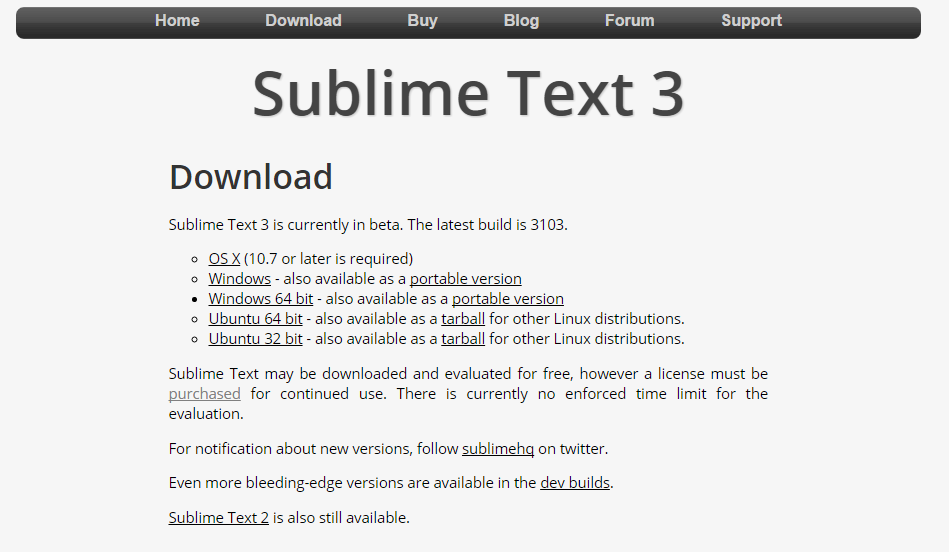 Home Download Buy Blog Forum Support
Sublime Text 3
Download
Sublime Text 3 is currently in beta. The latest build is 3103.
OS X (10.7 or later is required)
Windows - also available as a portable version
Windows 64 bit - also available as a portable version
Ubuntu 64 bit - also available as a tarball for other Linux distributions.
Ubuntu 32 bit - also available as a tarball for other Linux distributions.
Sublime Text may be downloaded and evaluated for free, however a license must be
purchased for continued use. There is currently no enforced time limit for the
evaluation.
For notification about new versions, follow sublimehq on twitter.
Even more bleeding-edge versions are available in the dev builds.
Sublime Text 2 is also still available.